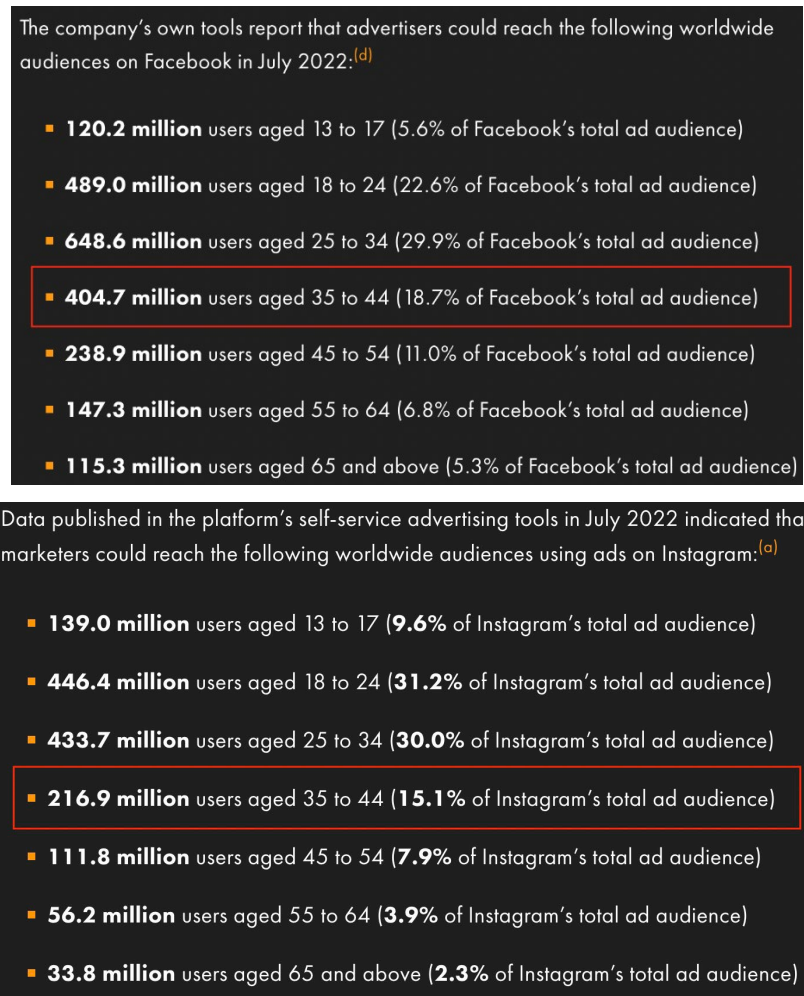 The company's own tools report that advertisers could reach the following worldwide
audiences on Facebook in July 2022:(d)
▪ 120.2 million users aged 13 to 17 (5.6% of Facebook's total ad audience)
▪ 489.0 million users aged 18 to 24 (22.6% of Facebook's total ad audience)
▪ 648.6 million users aged 25 to 34 (29.9% of Facebook's total ad audience)
▪ 404.7 million users aged 35 to 44 (18.7% of Facebook's total ad audience)
▪ 238.9 million users aged 45 to 54 (11.0% of Facebook's total ad audience)
▪ 147.3 million users aged 55 to 64 (6.8% of Facebook's total ad audience)
▪ 115.3 million users aged 65 and above (5.3% of Facebook's total ad audience)
Data published in the platform's self-service advertising tools in July 2022 indicated tha
marketers could reach the following worldwide audiences using ads on Instagram:(a)
▪ 139.0 million users aged 13 to 17 (9.6% of Instagram's total ad audience)
▪ 446.4 million users aged 18 to 24 (31.2% of Instagram's total ad audience)
▪ 433.7 million users aged 25 to 34 (30.0% of Instagram's total ad audience)
▪ 216.9 million users aged 35 to 44 (15.1% of Instagram's total ad audience)
▪ 111.8 million users aged 45 to 54 (7.9% of Instagram's total ad audience)
▪ 56.2 million users aged 55 to 64 (3.9% of Instagram's total ad audience)
▪ 33.8 million users aged 65 and above (2.3% of Instagram's total ad audience)